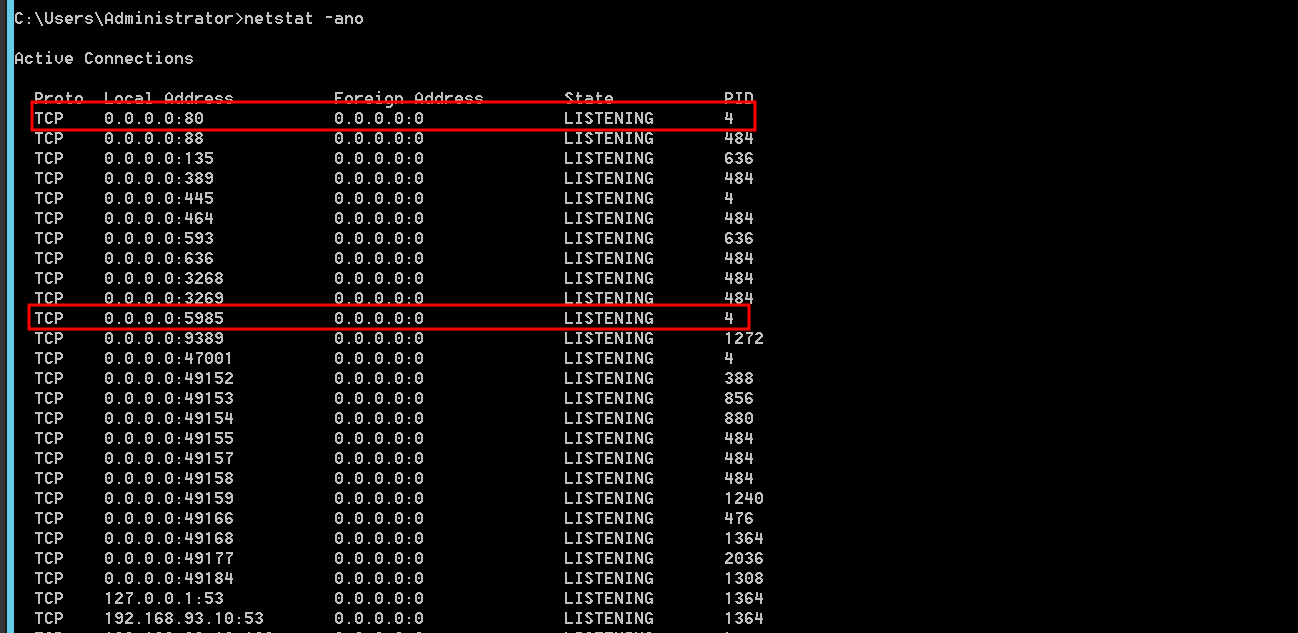 C:\Users\Administrator>netstat -ano
Active Connections
Proto  Local Address          Foreign Address        State           PID
TCP    0.0.0.0:80             0.0.0.0:0              LISTENING       4
TCP    0.0.0.0:88             0.0.0.0:0              LISTENING       484
TCP    0.0.0.0:135            0.0.0.0:0              LISTENING       636
TCP    0.0.0.0:389            0.0.0.0:0              LISTENING       484
TCP    0.0.0.0:445            0.0.0.0:0              LISTENING       4
TCP    0.0.0.0:464            0.0.0.0:0              LISTENING       484
TCP    0.0.0.0:593            0.0.0.0:0              LISTENING       636
TCP    0.0.0.0:636            0.0.0.0:0              LISTENING       484
TCP    0.0.0.0:3268           0.0.0.0:0              LISTENING       484
TCP    0.0.0.0:3269           0.0.0.0:0              LISTENING       484
TCP    0.0.0.0:5985           0.0.0.0:0              LISTENING       4
TCP    0.0.0.0:9389           0.0.0.0:0              LISTENING       1272
TCP    0.0.0.0:47001          0.0.0.0:0              LISTENING       4
TCP    0.0.0.0:49152          0.0.0.0:0              LISTENING       388
TCP    0.0.0.0:49153          0.0.0.0:0              LISTENING       856
TCP    0.0.0.0:49154          0.0.0.0:0              LISTENING       880
TCP    0.0.0.0:49155          0.0.0.0:0              LISTENING       484
TCP    0.0.0.0:49157          0.0.0.0:0              LISTENING       484
TCP    0.0.0.0:49158          0.0.0.0:0              LISTENING       484
TCP    0.0.0.0:49159          0.0.0.0:0              LISTENING       1240
TCP    0.0.0.0:49166          0.0.0.0:0              LISTENING       476
TCP    0.0.0.0:49168          0.0.0.0:0              LISTENING       1364
TCP    0.0.0.0:49177          0.0.0.0:0              LISTENING       2036
TCP    0.0.0.0:49184          0.0.0.0:0              LISTENING       1308
TCP    127.0.0.1:53           0.0.0.0:0              LISTENING       1364
TCP    192.168.93.10:53       0.0.0.0:0              LISTENING       1364